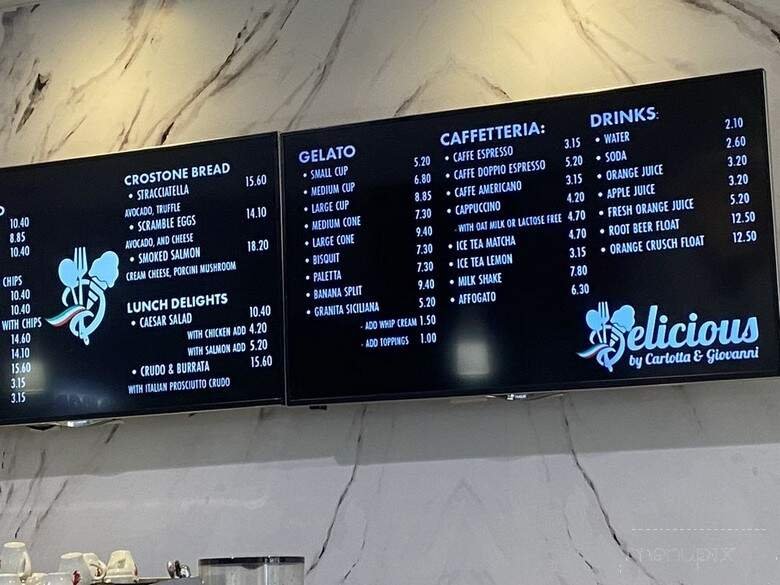 10.40
8.85
10.40
CHIPS
10.40
10.40
WITH CHIPS
14.60
14.10
15.60
3.15
3.15
CROSTONE BREAD
• STRACCIATELLA 15.60
AVOCADO, TRUFFLE
• SCRAMBLE EGGS 14.10
AVOCADO, AND CHEESE
• SMOKED SALMON 18.20
CREAM CHEESE, PORCINI MUSHROOM
LUNCH DELIGHTS
• CAESAR SALAD 10.40
WITH CHICKEN ADD 4.20
WITH SALMON ADD 5.20
• CRUDO & BURRATA 15.60
WITH ITALIAN PROSCIUTTO CRUDO
GELATO
• SMALL CUP 5.20
• MEDIUM CUP 6.80
• LARGE CUP 8.85
• MEDIUM CONE 7.30
• LARGE CONE 9.40
• BISQUIT 7.30
• PALETTA 7.30
• BANANA SPLIT 9.40
• GRANITA SICILIANA 5.20
- ADD WHIP CREAM 1.50
- ADD TOPPINGS 1.00
CAFFETTERIA:
• CAFFE ESPRESSO 3.15
• CAFFE DOPPIO ESPRESSO 5.20
• CAFFE AMERICANO 3.15
• CAPPUCCINO 4.20
- WITH OAT MILK OR LACTOSE FREE 4.70
• ICE TEA MATCHA 4.70
• ICE TEA LEMON 3.15
• MILK SHAKE 7.80
• AFFOGATO 6.30
DRINKS:
• WATER 2.10
• SODA 2.60
• ORANGE JUICE 3.20
• APPLE JUICE 3.20
• FRESH ORANGE JUICE 5.20
• ROOT BEER FLOAT 12.50
• ORANGE CRUSCH FLOAT 12.50
Delicious
by Carlotta & Giovanni
menupix